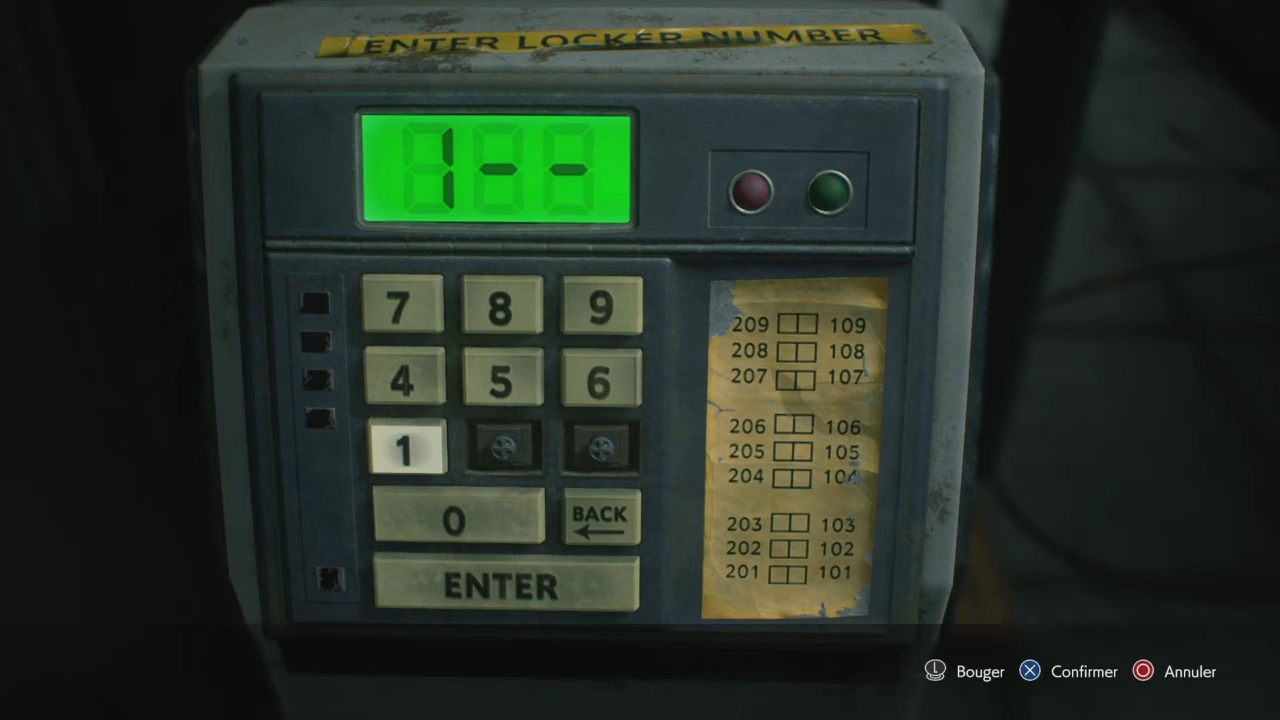 ENTER LOCKER NUMBER
1--
7 8 9
4 5 6
1
0 BACK
ENTER
209 109
208 108
207 107
206 106
205 105
204 104
203 103
202 102
201 101
L Bouger Confirmer Annuler